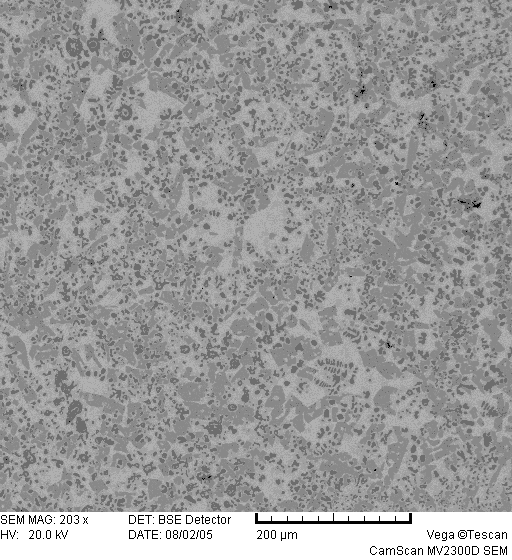 SEM MAG: 203 x DET: BSE Detector
HV: 20.0 kV DATE: 08/02/05 200 µm Vega ©Tescan
CamScan MV2300D SEM